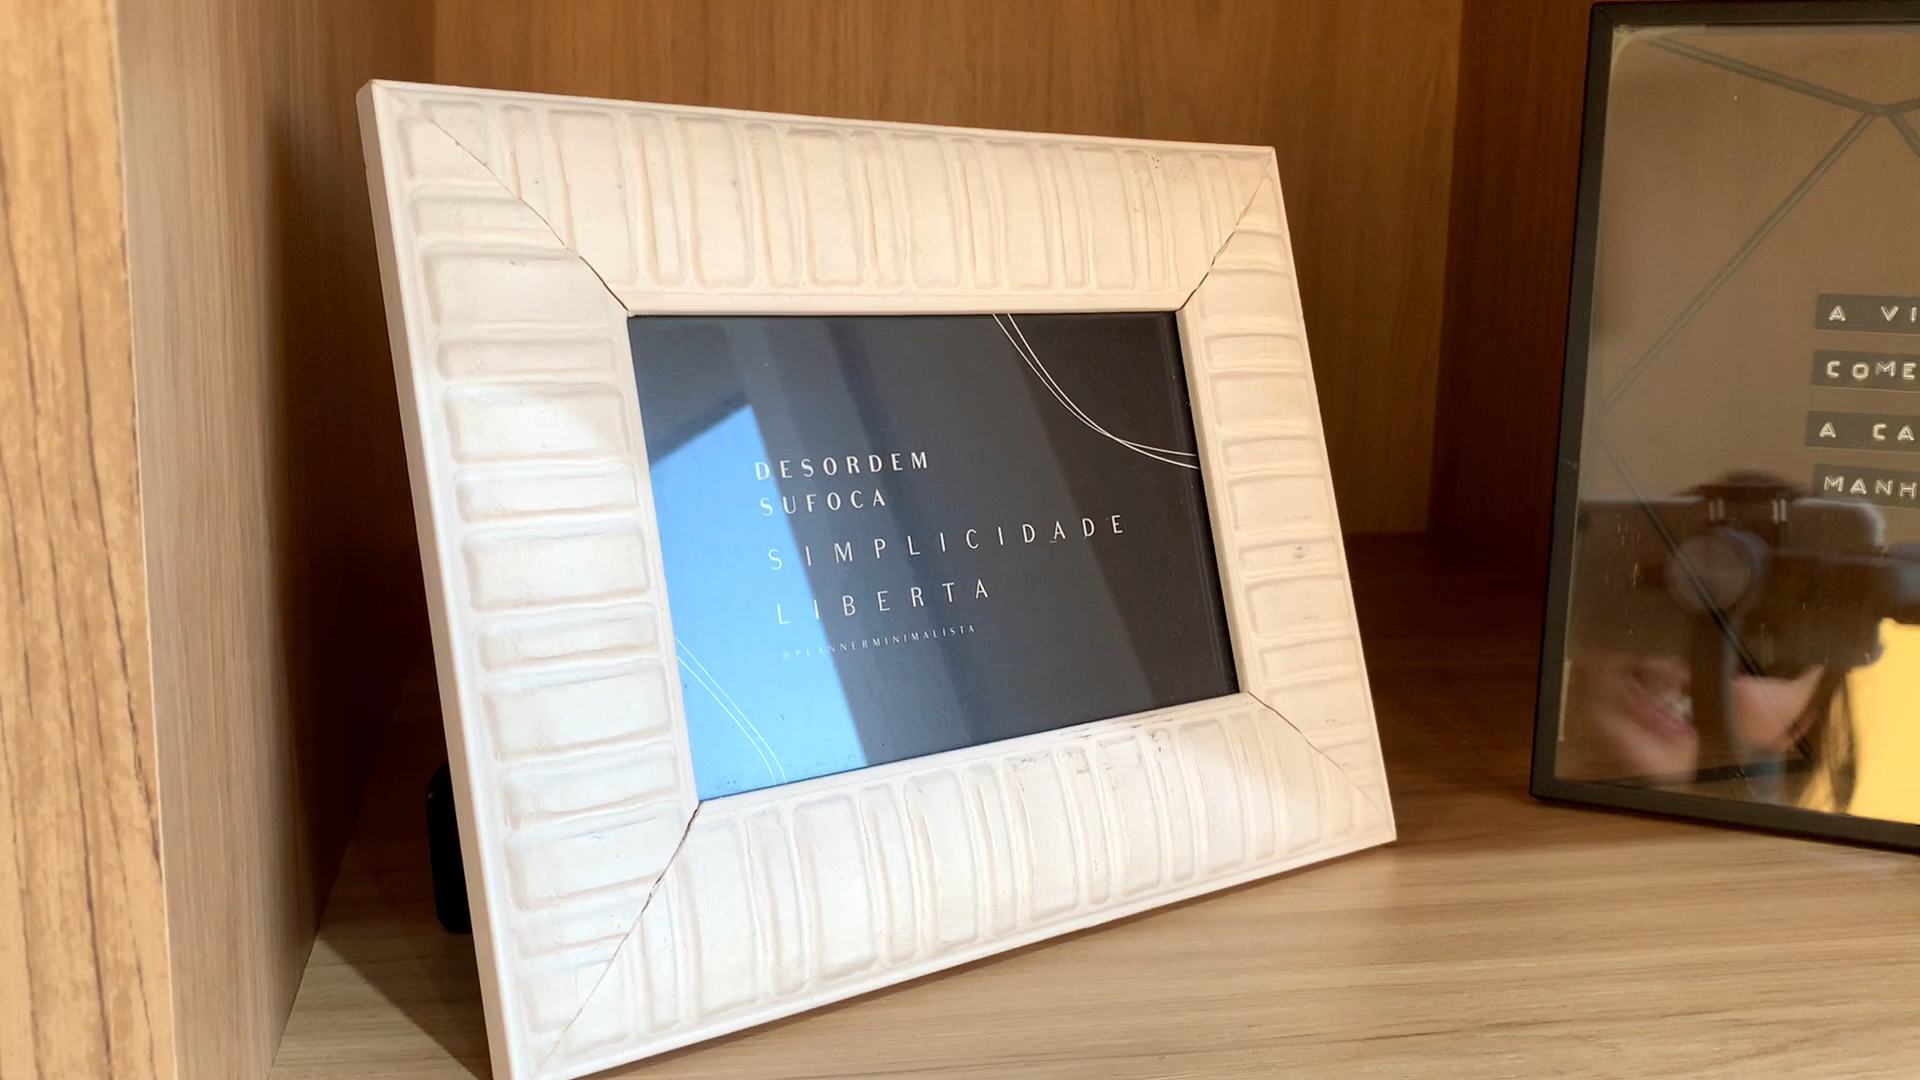 DESORDEM
SUFOCA
SIMPLICIDADE
LIBERTA
@PLANNERMINIMALISTA
A VI
COME
A CA
MANH